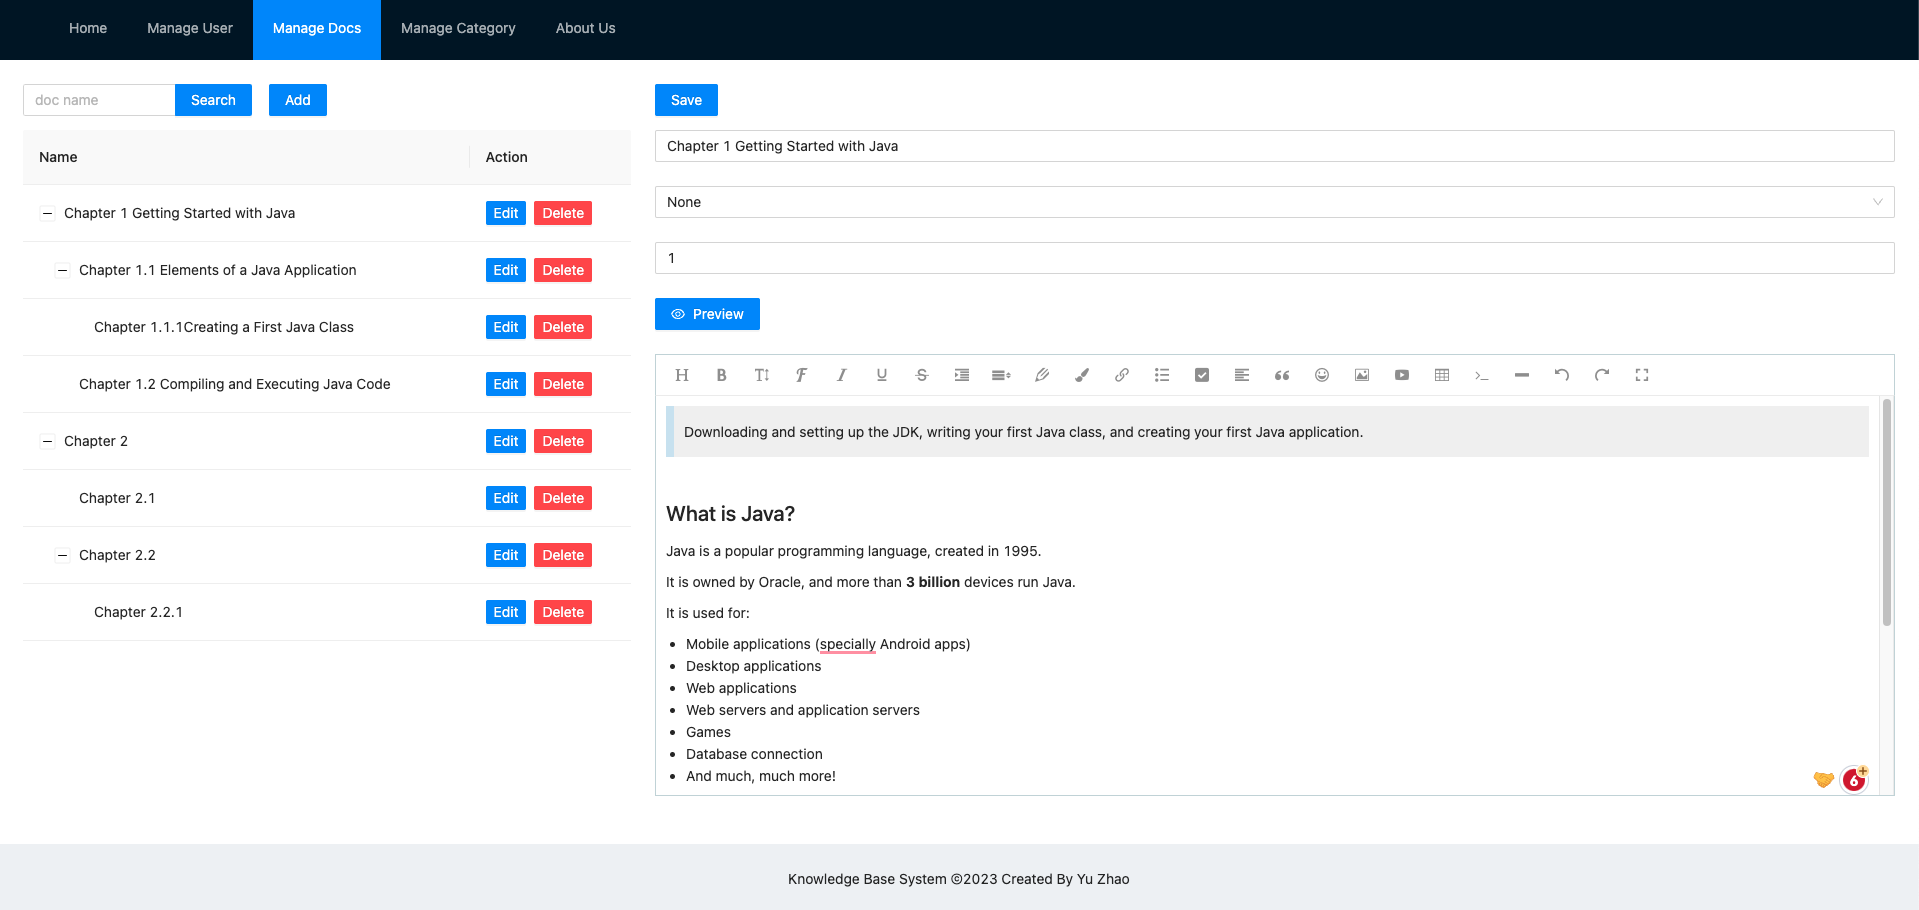 Home Manage User Manage Docs Manage Category About Us
doc name Search Add
Name Action
Chapter 1 Getting Started with Java Edit Delete
Chapter 1.1 Elements of a Java Application Edit Delete
Chapter 1.1.1Creating a First Java Class Edit Delete
Chapter 1.2 Compiling and Executing Java Code Edit Delete
Chapter 2 Edit Delete
Chapter 2.1 Edit Delete
Chapter 2.2 Edit Delete
Chapter 2.2.1 Edit Delete
Save
Chapter 1 Getting Started with Java
None
1
Preview
Downloading and setting up the JDK, writing your first Java class, and creating your first Java application.
What is Java?
Java is a popular programming language, created in 1995.
It is owned by Oracle, and more than 3 billion devices run Java.
It is used for:
Mobile applications (specially Android apps)
Desktop applications
Web applications
Web servers and application servers
Games
Database connection
And much, much more!
6
Knowledge Base System ©2023 Created By Yu Zhao